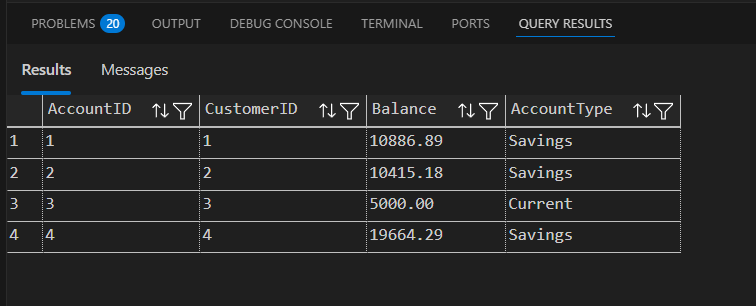 PROBLEMS 20 OUTPUT DEBUG CONSOLE TERMINAL PORTS QUERY RESULTS
Results Messages
AccountID CustomerID Balance AccountType
1 1 1 10886.89 Savings
2 2 2 10415.18 Savings
3 3 3 5000.00 Current
4 4 4 19664.29 Savings